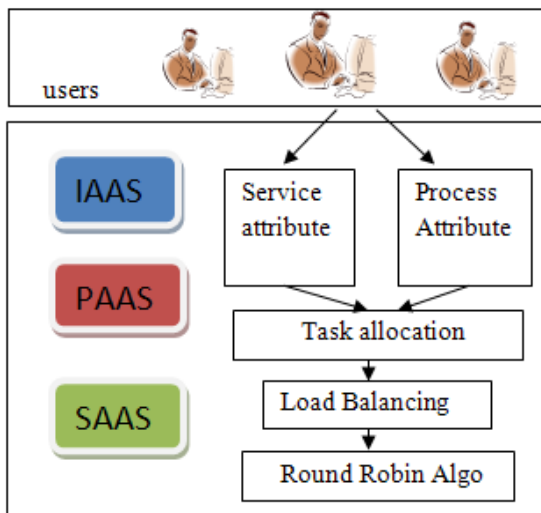 users
IAAS
Service
attribute
Process
Attribute
PAAS
Task allocation
SAAS
Load Balancing
Round Robin Algo